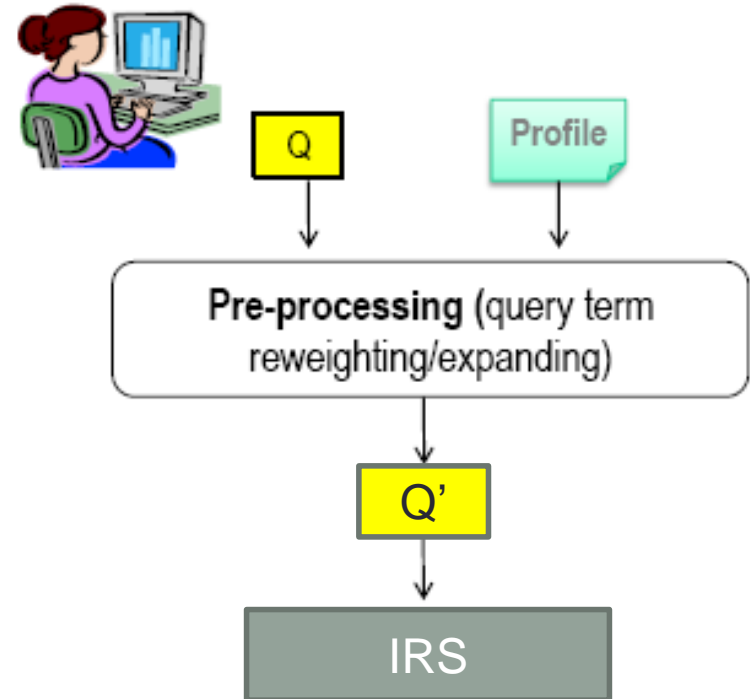 Q
Profile
Pre-processing (query term
reweighting/expanding)
Q’
IRS